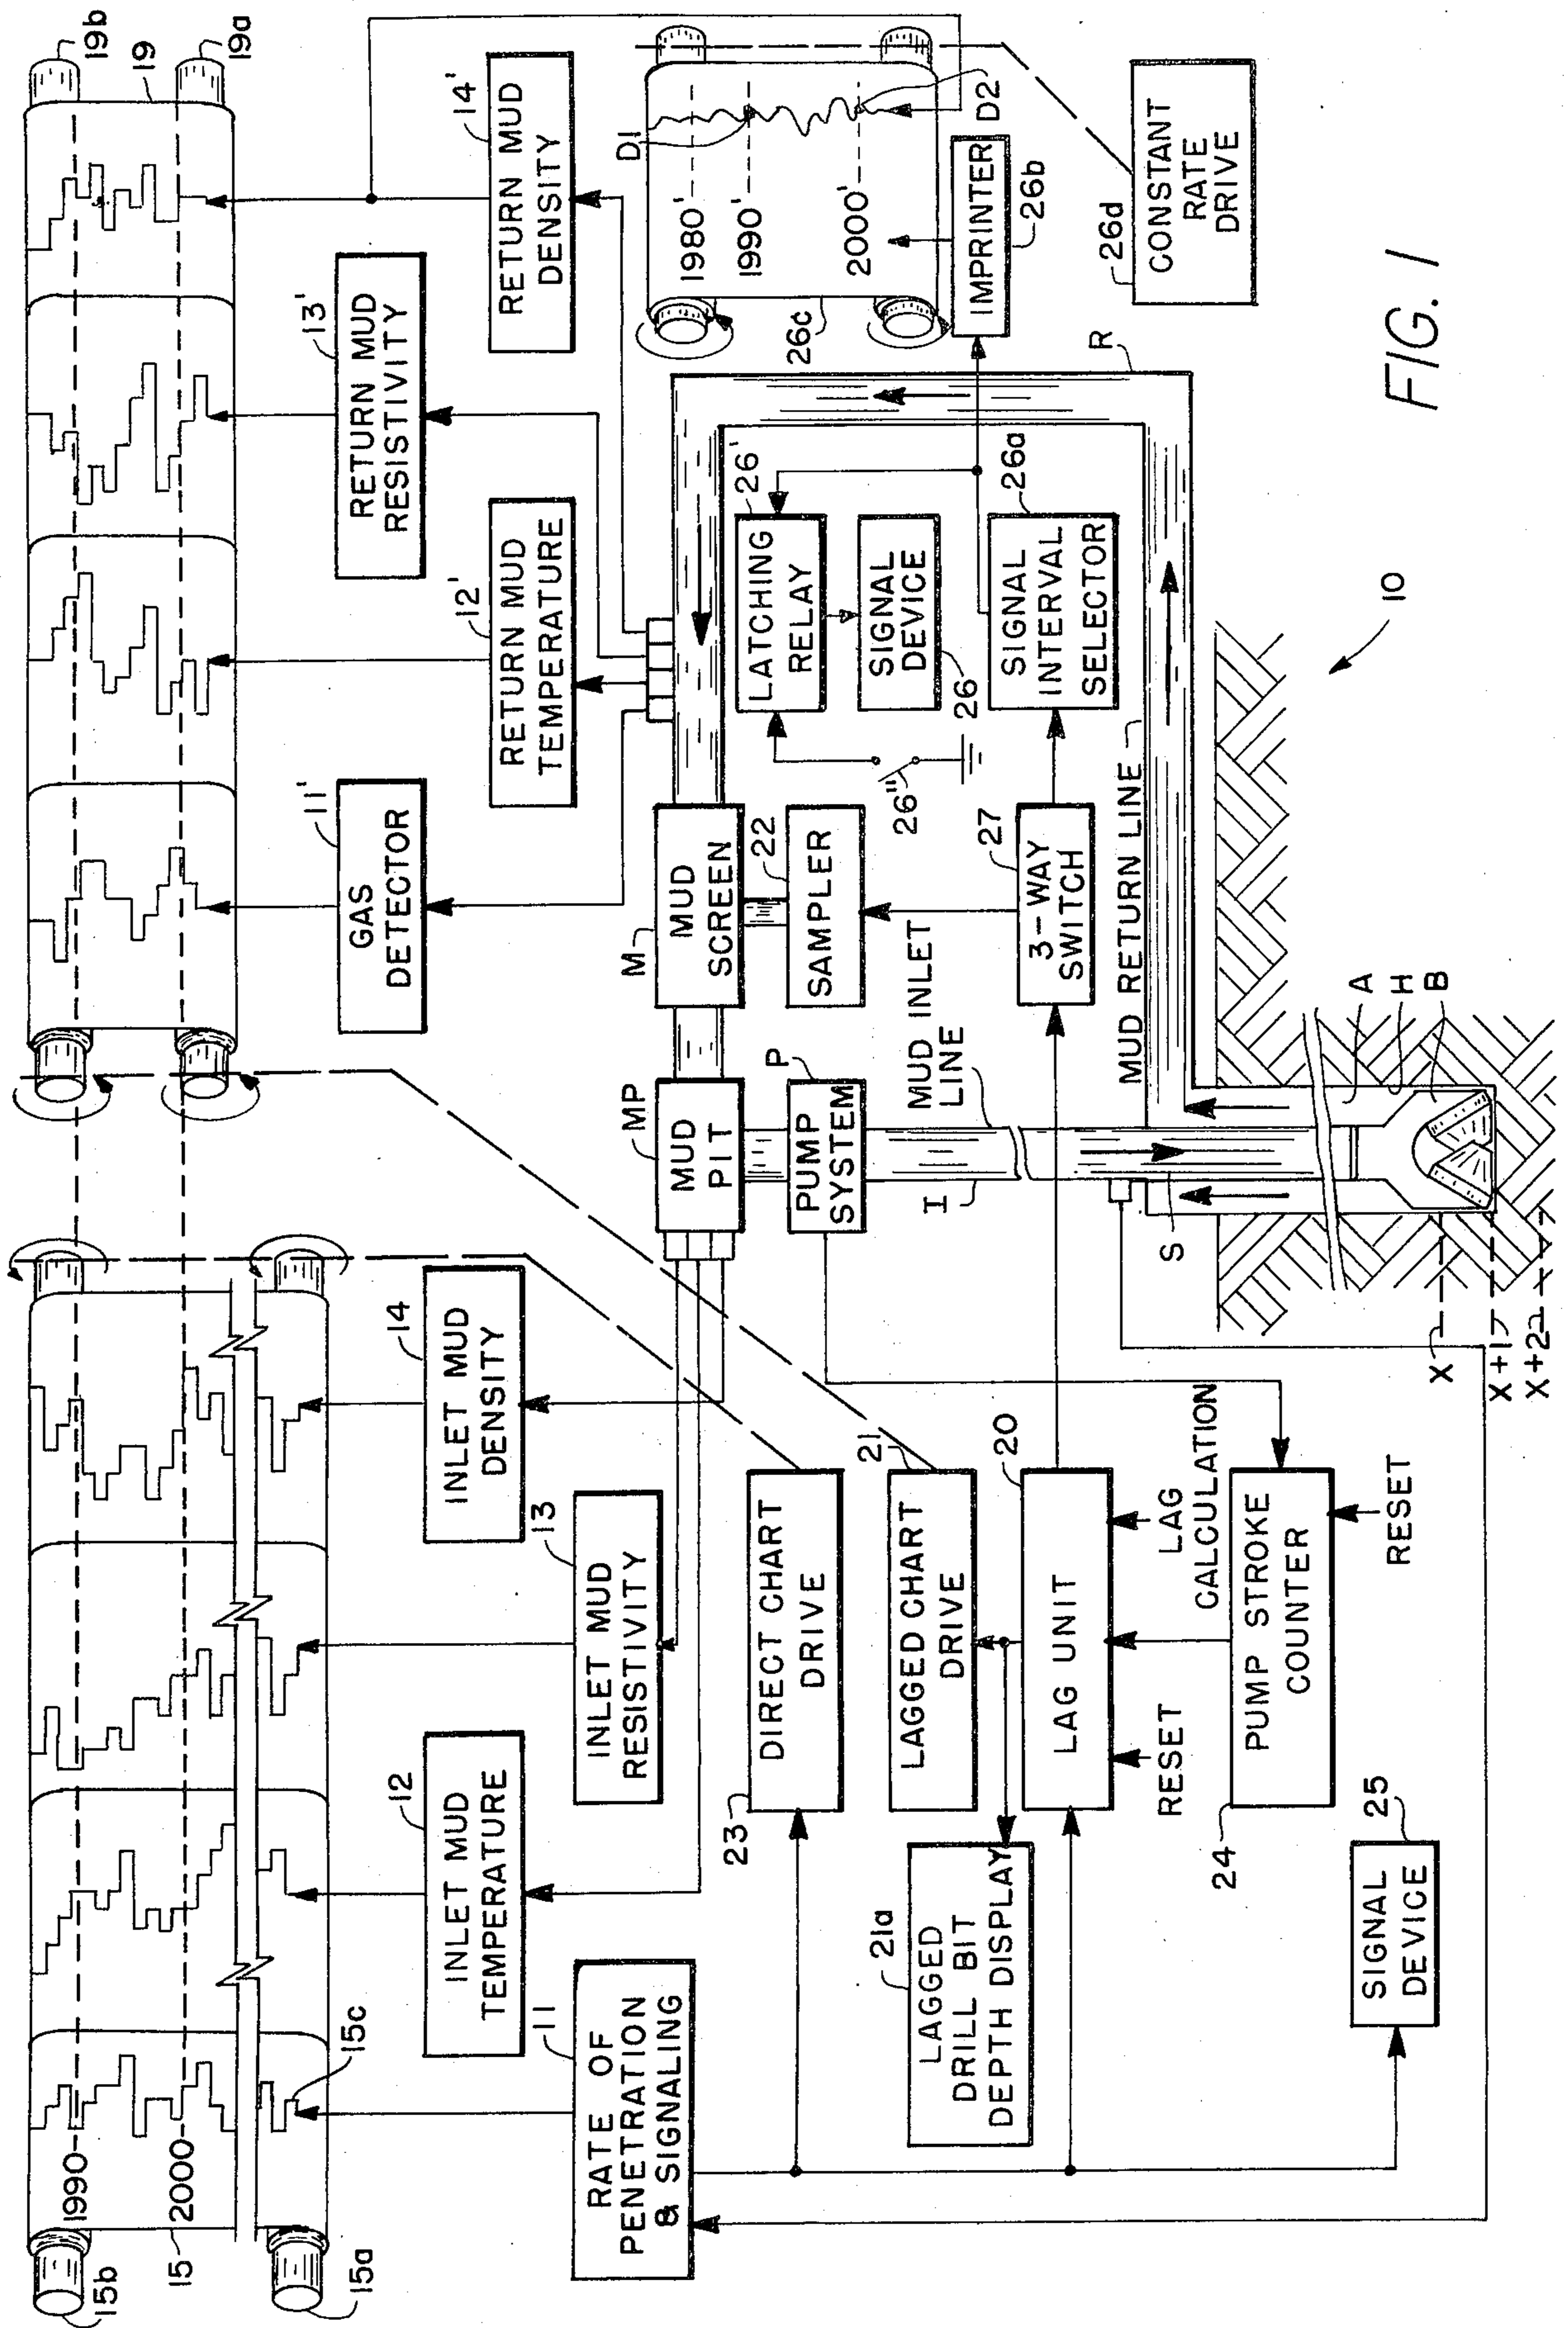 19b
19
19a
14'
RETURN MUD
DENSITY
13'
RETURN MUD
RESISTIVITY
12'
RETURN MUD
TEMPERATURE
11'
GAS
DETECTOR
D1
1980'
1990'
2000'
D2
26c
IMPRINTER
26b
26d
CONSTANT
RATE
DRIVE
R
26'
LATCHING
RELAY
SIGNAL
DEVICE
26
26"
26a
SIGNAL
INTERVAL
SELECTOR
M
MUD
SCREEN
22
SAMPLER
27
3-WAY
SWITCH
MUD RETURN LINE
MUD INLET
LINE
MP
MUD
PIT
P
PUMP
SYSTEM
I
S
A
H
B
X
X+1
X+2
10
FIG. 1
14
INLET MUD
DENSITY
13
INLET MUD
RESISTIVITY
12
INLET MUD
TEMPERATURE
11
RATE OF
PENETRATION
& SIGNALING
1990
2000
15
15a
15b
15c
23
DIRECT CHART
DRIVE
21
LAGGED CHART
DRIVE
20
LAG UNIT
LAG
CALCULATION
RESET
21a
LAGGED
DRILL BIT
DEPTH DISPLAY
24
PUMP STROKE
COUNTER
RESET
25
SIGNAL
DEVICE